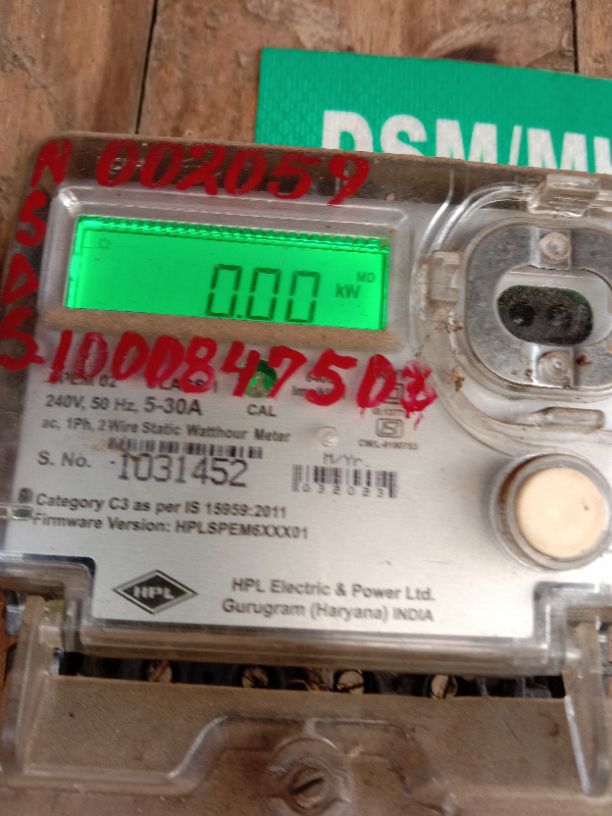 DSM/M
N 002059
S
D
0.00 kW MD
S 1000847502
240V, 50 Hz, 5-30A
CAL
ac, 1Ph, 2 Wire Static Watthour Meter
S. No. 1031452
M/Yr.
032023
Category C3 as per IS 15959:2011
Firmware Version: HPLSPEM6XXX01
HPL
HPL Electric & Power Ltd.
Gurugram (Haryana) INDIA